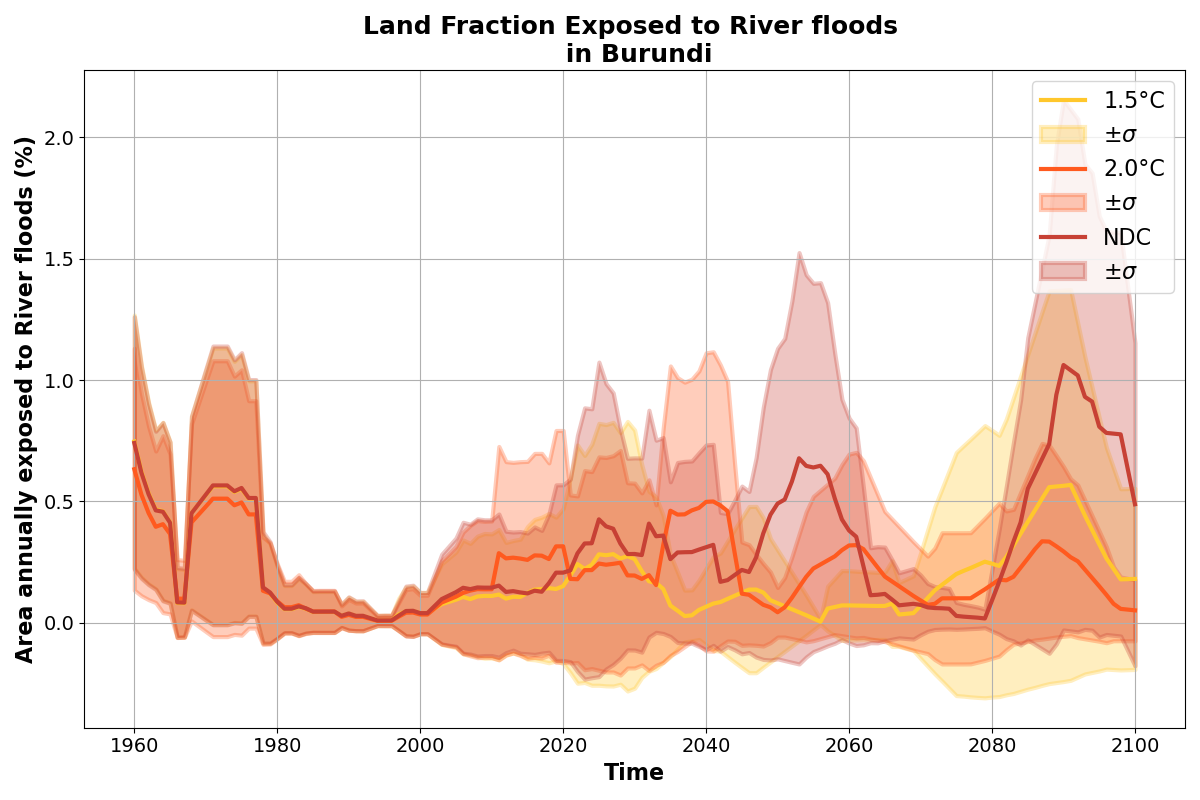 Land Fraction Exposed to River floods
in Burundi
Area annually exposed to River floods (%)
2.0
1.5
1.0
0.5
0.0
1960 1980 2000 2020 2040 2060 2080 2100
Time
1.5°C
±σ
2.0°C
±σ
NDC
±σ